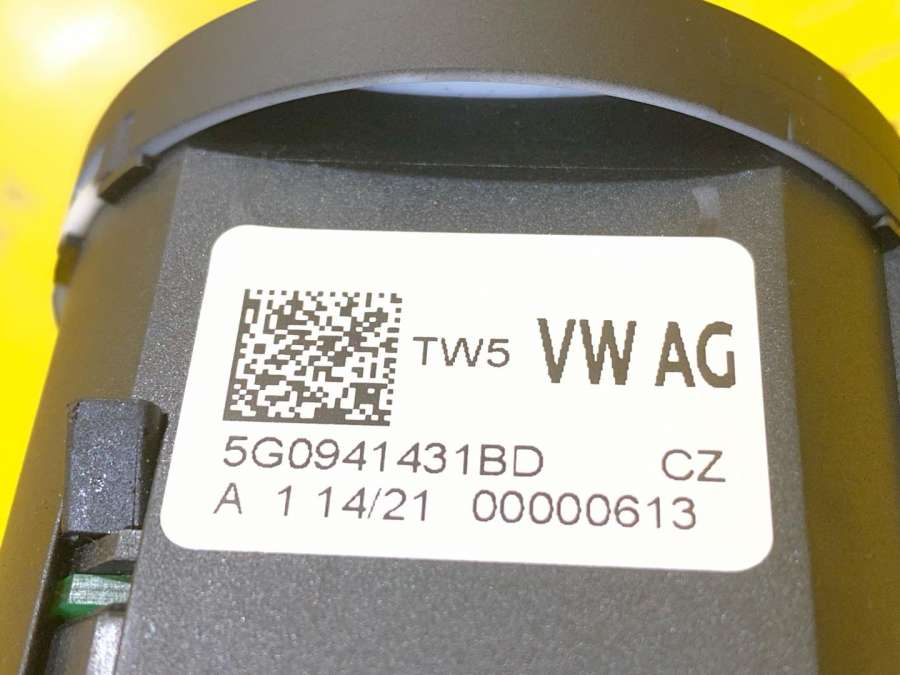 TW5 VW AG
5G0941431BD CZ
A 1 14/21 00000613